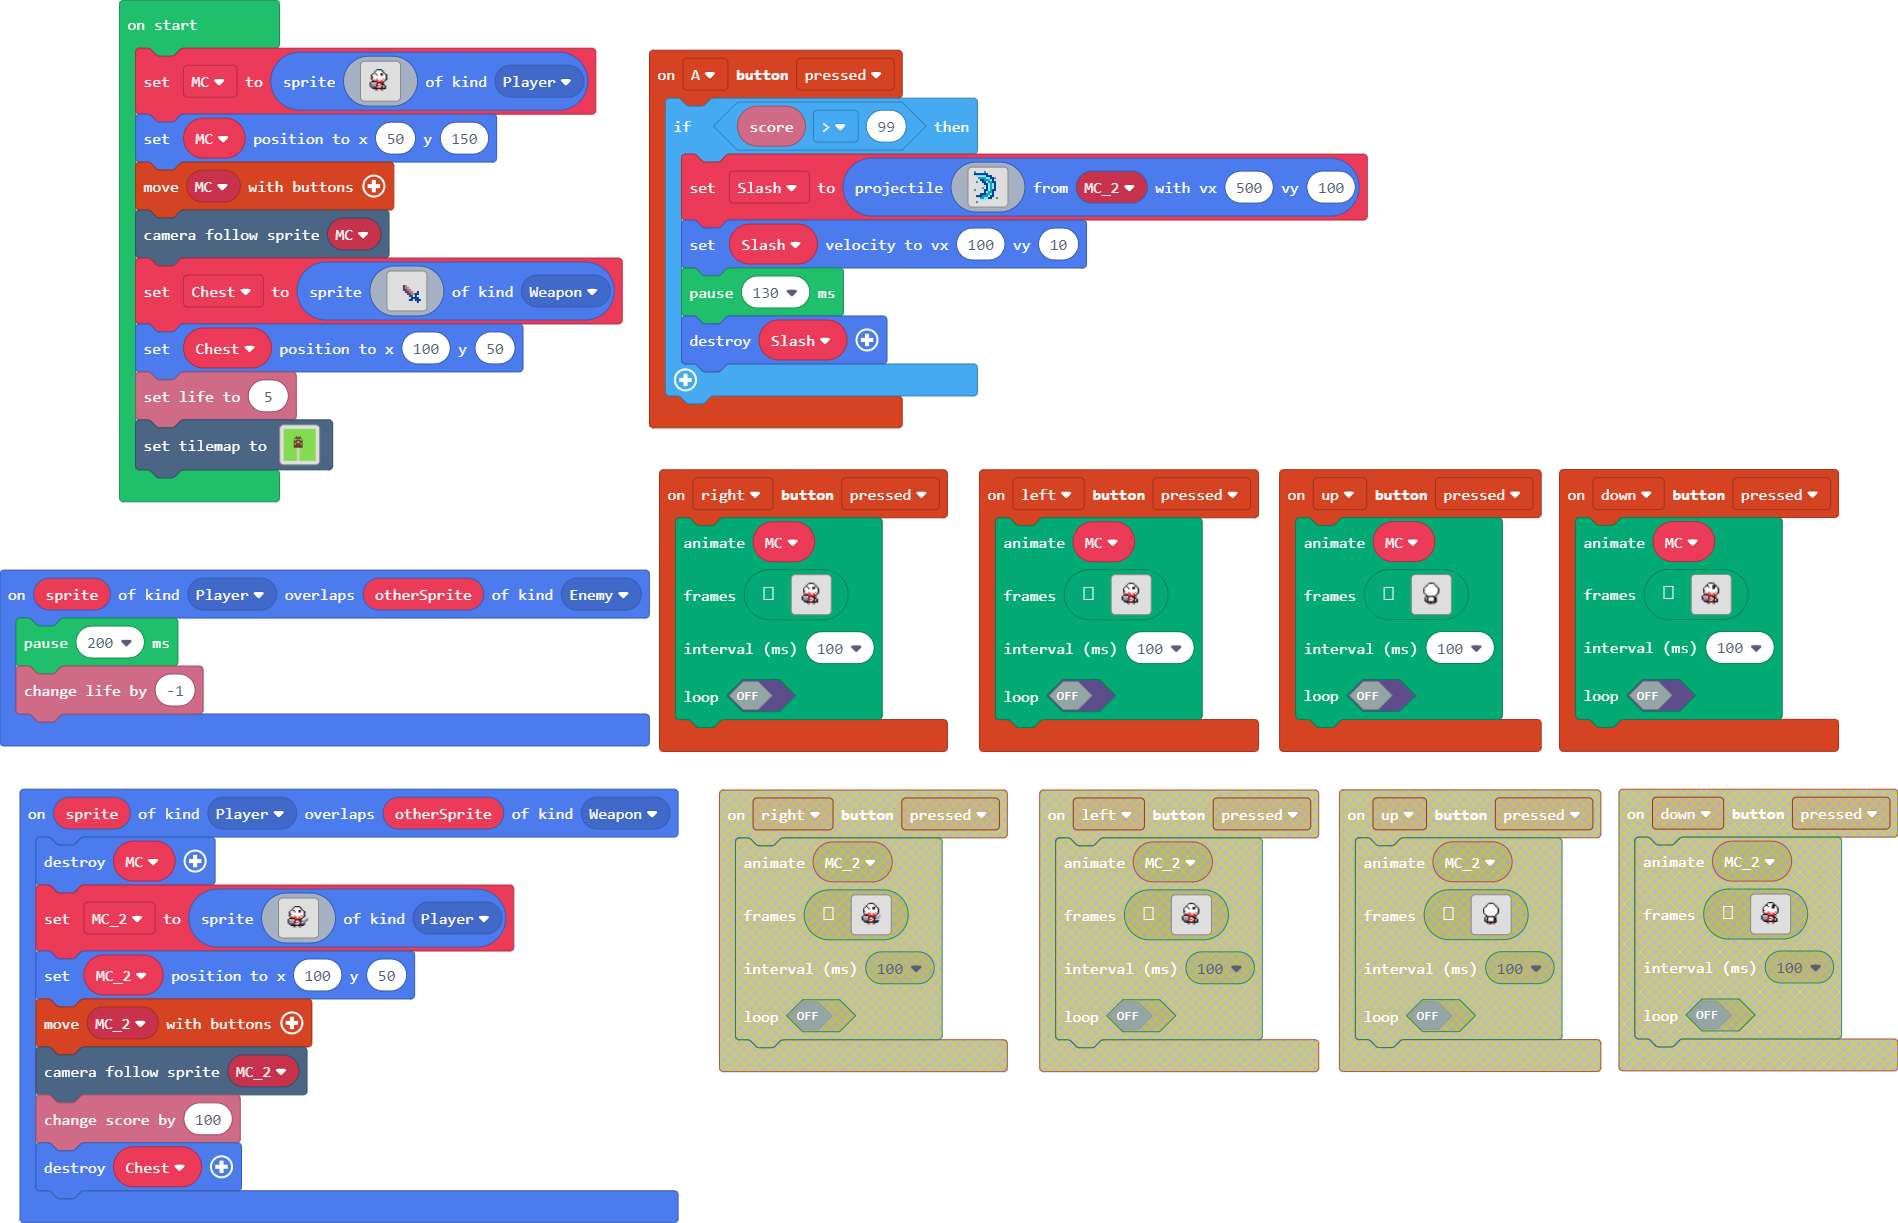 on start
set MC to sprite of kind Player
set MC position to x 50 y 150
move MC with buttons
camera follow sprite MC
set Chest to sprite of kind Weapon
set Chest position to x 100 y 50
set life to 5
set tilemap to
on A button pressed
if score > 99 then
set Slash to projectile from MC_2 with vx 500 vy 100
set Slash velocity to vx 100 vy 10
pause 130 ms
destroy Slash
on right button pressed
animate MC
frames
interval (ms) 100
loop OFF
on left button pressed
animate MC
frames
interval (ms) 100
loop OFF
on up button pressed
animate MC
frames
interval (ms) 100
loop OFF
on down button pressed
animate MC
frames
interval (ms) 100
loop OFF
on sprite of kind Player overlaps otherSprite of kind Enemy
pause 200 ms
change life by -1
on sprite of kind Player overlaps otherSprite of kind Weapon
destroy MC
set MC_2 to sprite of kind Player
set MC_2 position to x 100 y 50
move MC_2 with buttons
camera follow sprite MC_2
change score by 100
destroy Chest
on right button pressed
animate MC_2
frames
interval (ms) 100
loop OFF
on left button pressed
animate MC_2
frames
interval (ms) 100
loop OFF
on up button pressed
animate MC_2
frames
interval (ms) 100
loop OFF
on down button pressed
animate MC_2
frames
interval (ms) 100
loop OFF